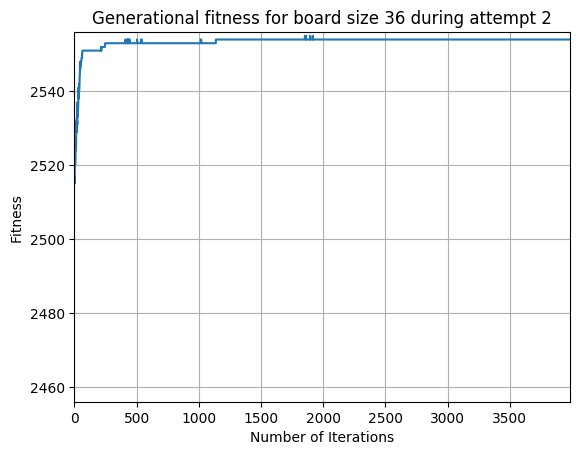 Generational fitness for board size 36 during attempt 2
Fitness
2540
2520
2500
2480
2460
0 500 1000 1500 2000 2500 3000 3500
Number of Iterations